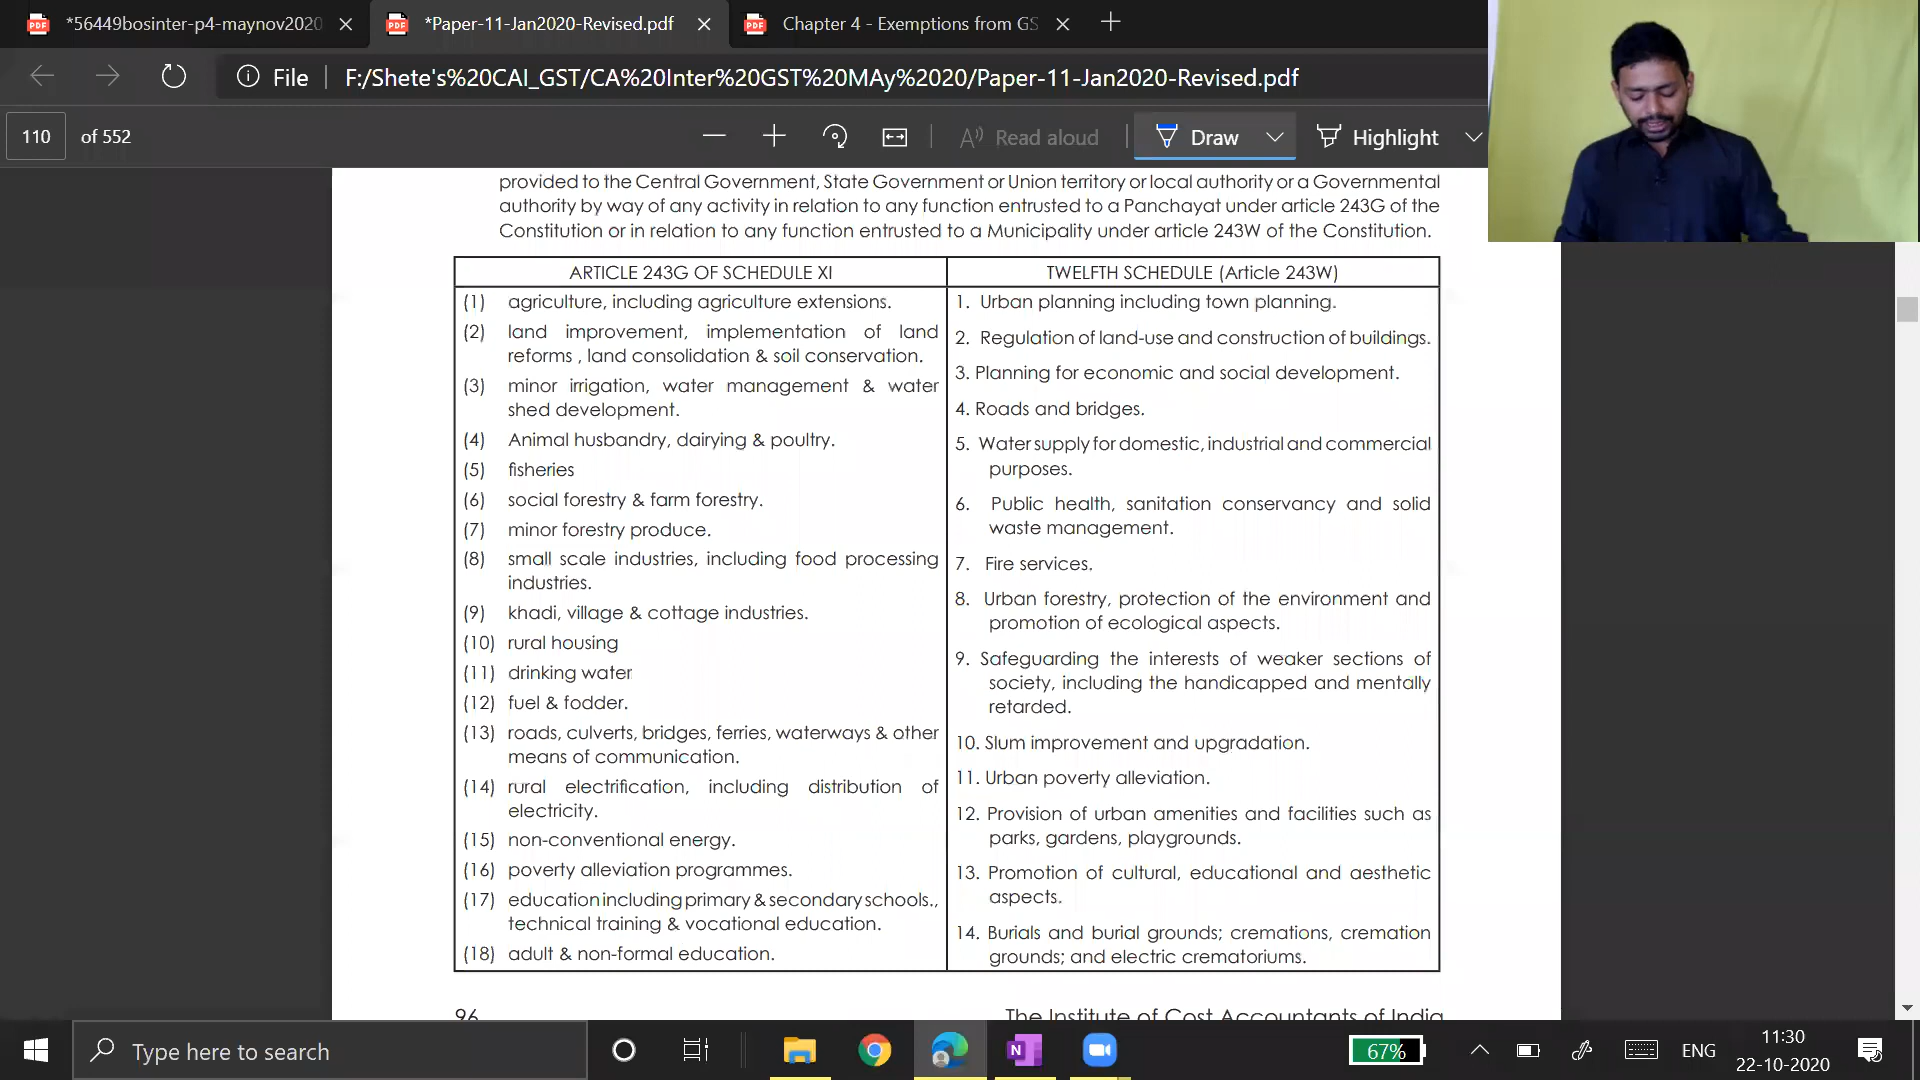 *56449bosinter-p4-maynov2020
*Paper-11-Jan2020-Revised.pdf
Chapter 4 - Exemptions from GS
File
F:/Shete's%20CAI_GST/CA%20Inter%20GST%20MAy%2020/Paper-11-Jan2020-Revised.pdf
110 of 552
Read aloud
Draw
Highlight
provided to the Central Government, State Government or Union territory or local authority or a Governmental
authority by way of any activity in relation to any function entrusted to a Panchayat under article 243G of the
Constitution or in relation to any function entrusted to a Municipality under article 243W of the Constitution.
ARTICLE 243G OF SCHEDULE XI
(1) agriculture, including agriculture extensions.
(2) land improvement, implementation of land
reforms , land consolidation & soil conservation.
(3) minor irrigation, water management & water
shed development.
(4) Animal husbandry, dairying & poultry.
(5) fisheries
(6) social forestry & farm forestry.
(7) minor forestry produce.
(8) small scale industries, including food processing
industries.
(9) khadi, village & cottage industries.
(10) rural housing
(11) drinking water
(12) fuel & fodder.
(13) roads, culverts, bridges, ferries, waterways & other
means of communication.
(14) rural electrification, including distribution of
electricity.
(15) non-conventional energy.
(16) poverty alleviation programmes.
(17) education including primary & secondary schools.,
technical training & vocational education.
(18) adult & non-formal education.
TWELFTH SCHEDULE (Article 243W)
1. Urban planning including town planning.
2. Regulation of land-use and construction of buildings.
3. Planning for economic and social development.
4. Roads and bridges.
5. Water supply for domestic, industrial and commercial
purposes.
6. Public health, sanitation conservancy and solid
waste management.
7. Fire services.
8. Urban forestry, protection of the environment and
promotion of ecological aspects.
9. Safeguarding the interests of weaker sections of
society, including the handicapped and mentally
retarded.
10. Slum improvement and upgradation.
11. Urban poverty alleviation.
12. Provision of urban amenities and facilities such as
parks, gardens, playgrounds.
13. Promotion of cultural, educational and aesthetic
aspects.
14. Burials and burial grounds; cremations, cremation
grounds; and electric crematoriums.
96
The Institute of Cost Accountants of India
Type here to search
67%
ENG
11:30
22-10-2020